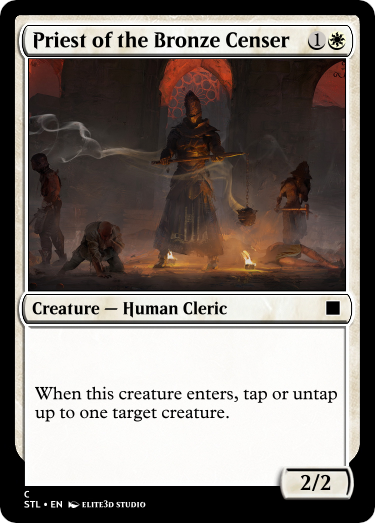 Priest of the Bronze Censer 1
Creature — Human Cleric
When this creature enters, tap or untap
up to one target creature.
2/2
C
STL • EN ELITE3D STUDIO